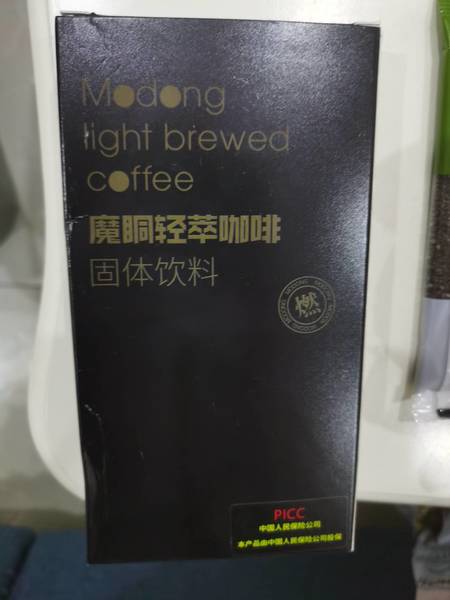 Modong
light brewed
coffee
魔胴轻萃咖啡
固体饮料
燃
PICC
中国人民保险公司
本产品由中国人民保险公司投保